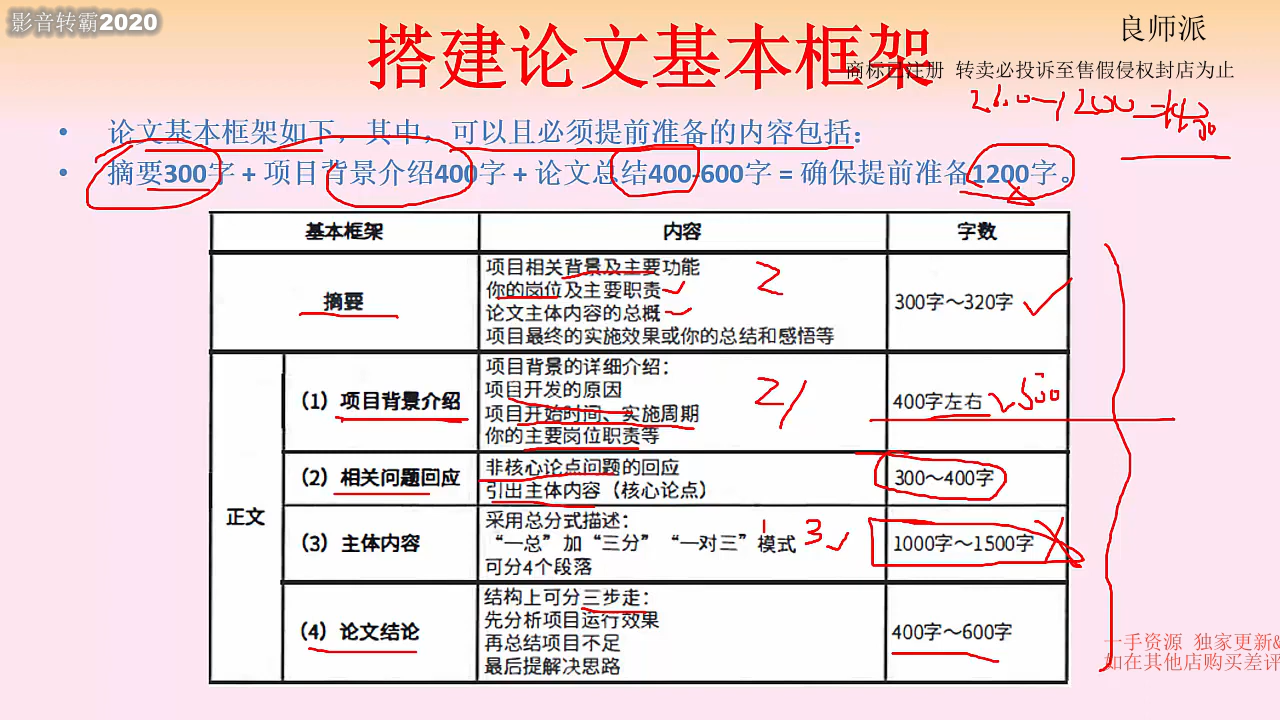 影音转霸2020
良师派
搭建论文基本框架
商标已注册 转卖必投诉至售假侵权封店为止
• 论文基本框架如下，其中，可以且必须提前准备的内容包括：
• 摘要300字 + 项目背景介绍400字 + 论文总结400-600字 = 确保提前准备1200字。
基本框架 内容 字数
摘要
项目相关背景及主要功能
你的岗位及主要职责
论文主体内容的总概
项目最终的实施效果或你的总结和感悟等
300字～320字
2
正文
（1）项目背景介绍
项目背景的详细介绍：
项目开发的原因
项目开始时间、实施周期
你的主要岗位职责等
400字左右
500
（2）相关问题回应
非核心论点问题的回应
引出主体内容（核心论点）
300～400字
（3）主体内容
采用总分式描述：
“一总”加“三分” “一对三”模式
可分4个段落
1000字～1500字
3
（4）论文结论
结构上可分三步走：
先分析项目运行效果
再总结项目不足
最后提解决思路
400字～600字
一手资源 独家更新&
如在其他店购买差评